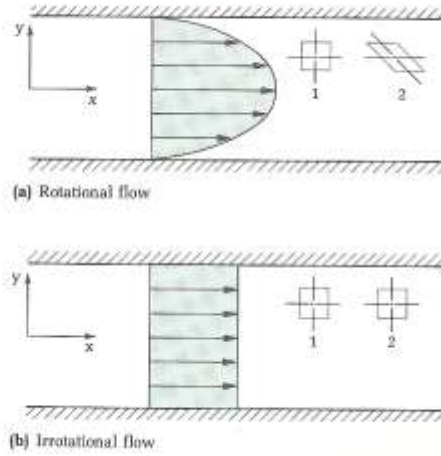 y
x
1 2
(a) Rotational flow
y
x
1 2
(b) Irrotational flow